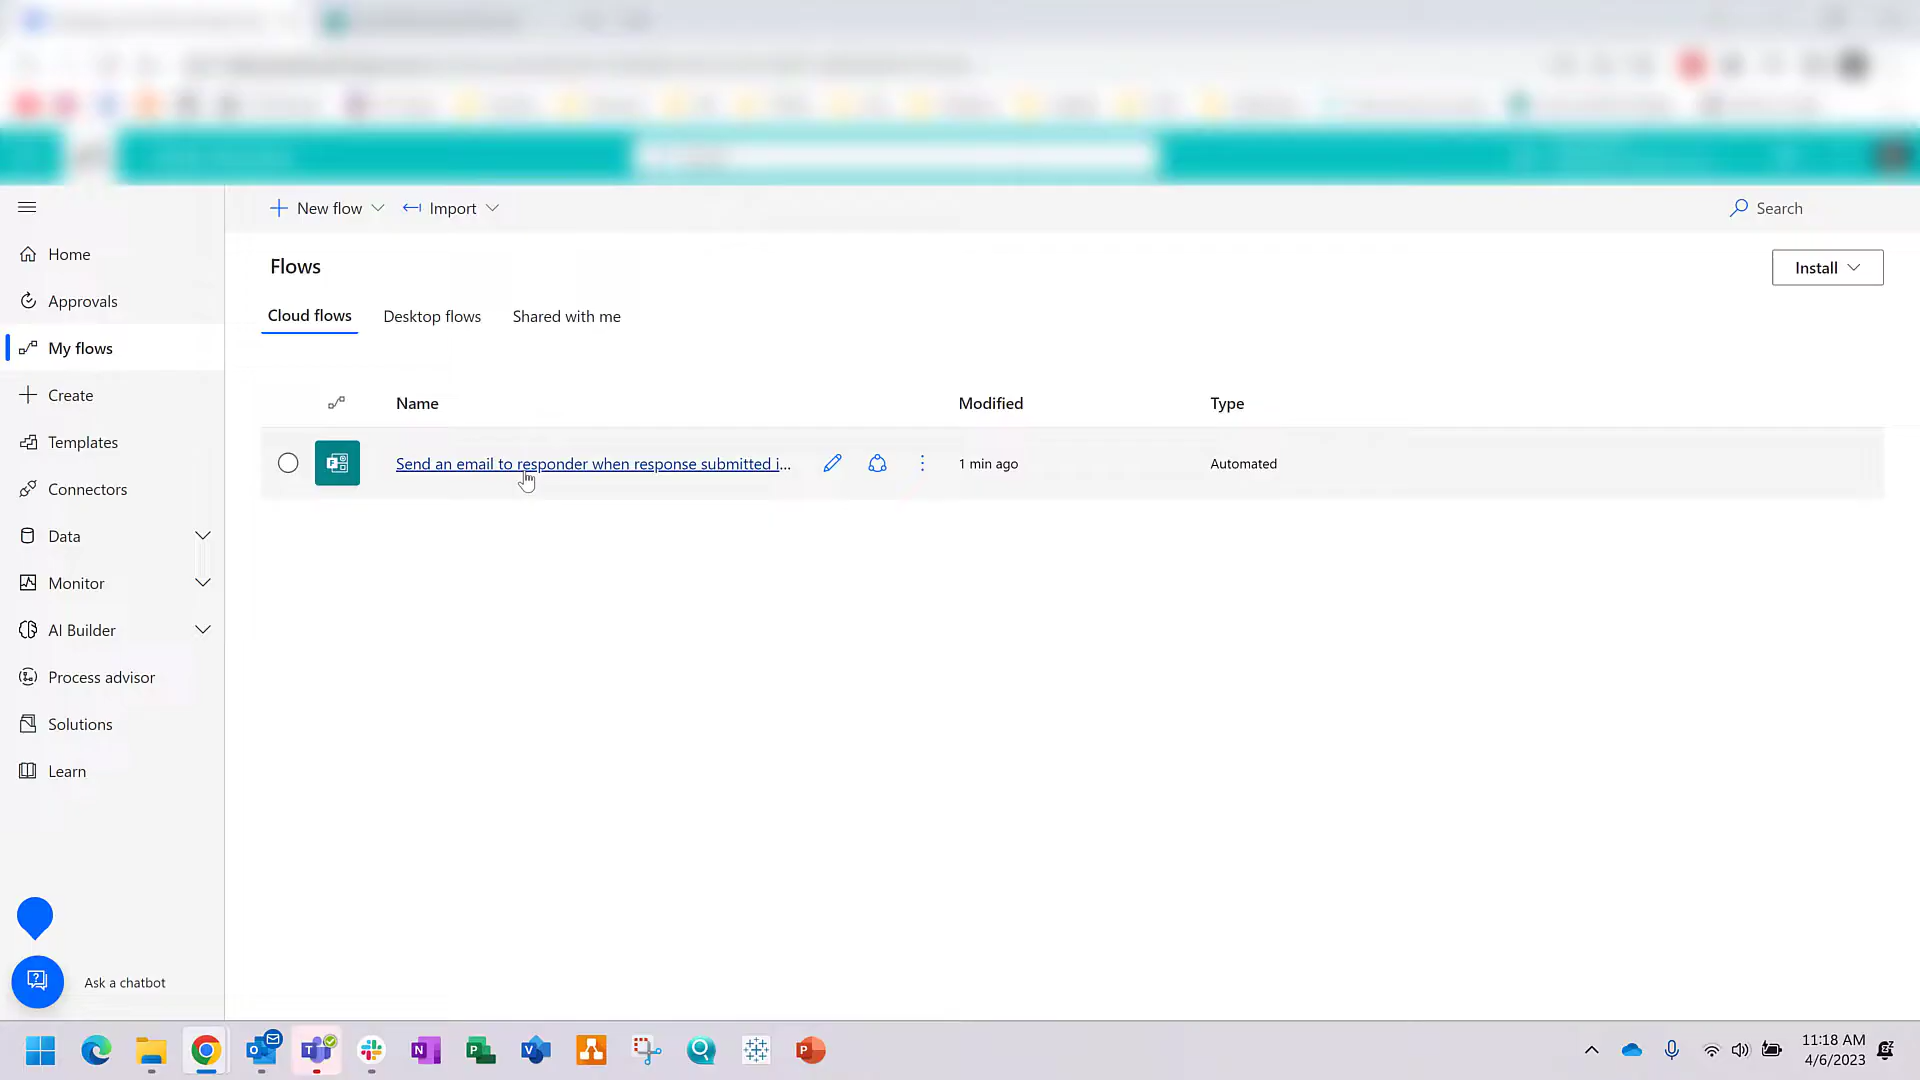 New flow
Import
Search
Home
Approvals
My flows
Create
Templates
Connectors
Data
Monitor
AI Builder
Process advisor
Solutions
Learn
Ask a chatbot
Flows
Install
Cloud flows
Desktop flows
Shared with me
Name
Modified
Type
Send an email to responder when response submitted i...
1 min ago
Automated
11:18 AM
4/6/2023